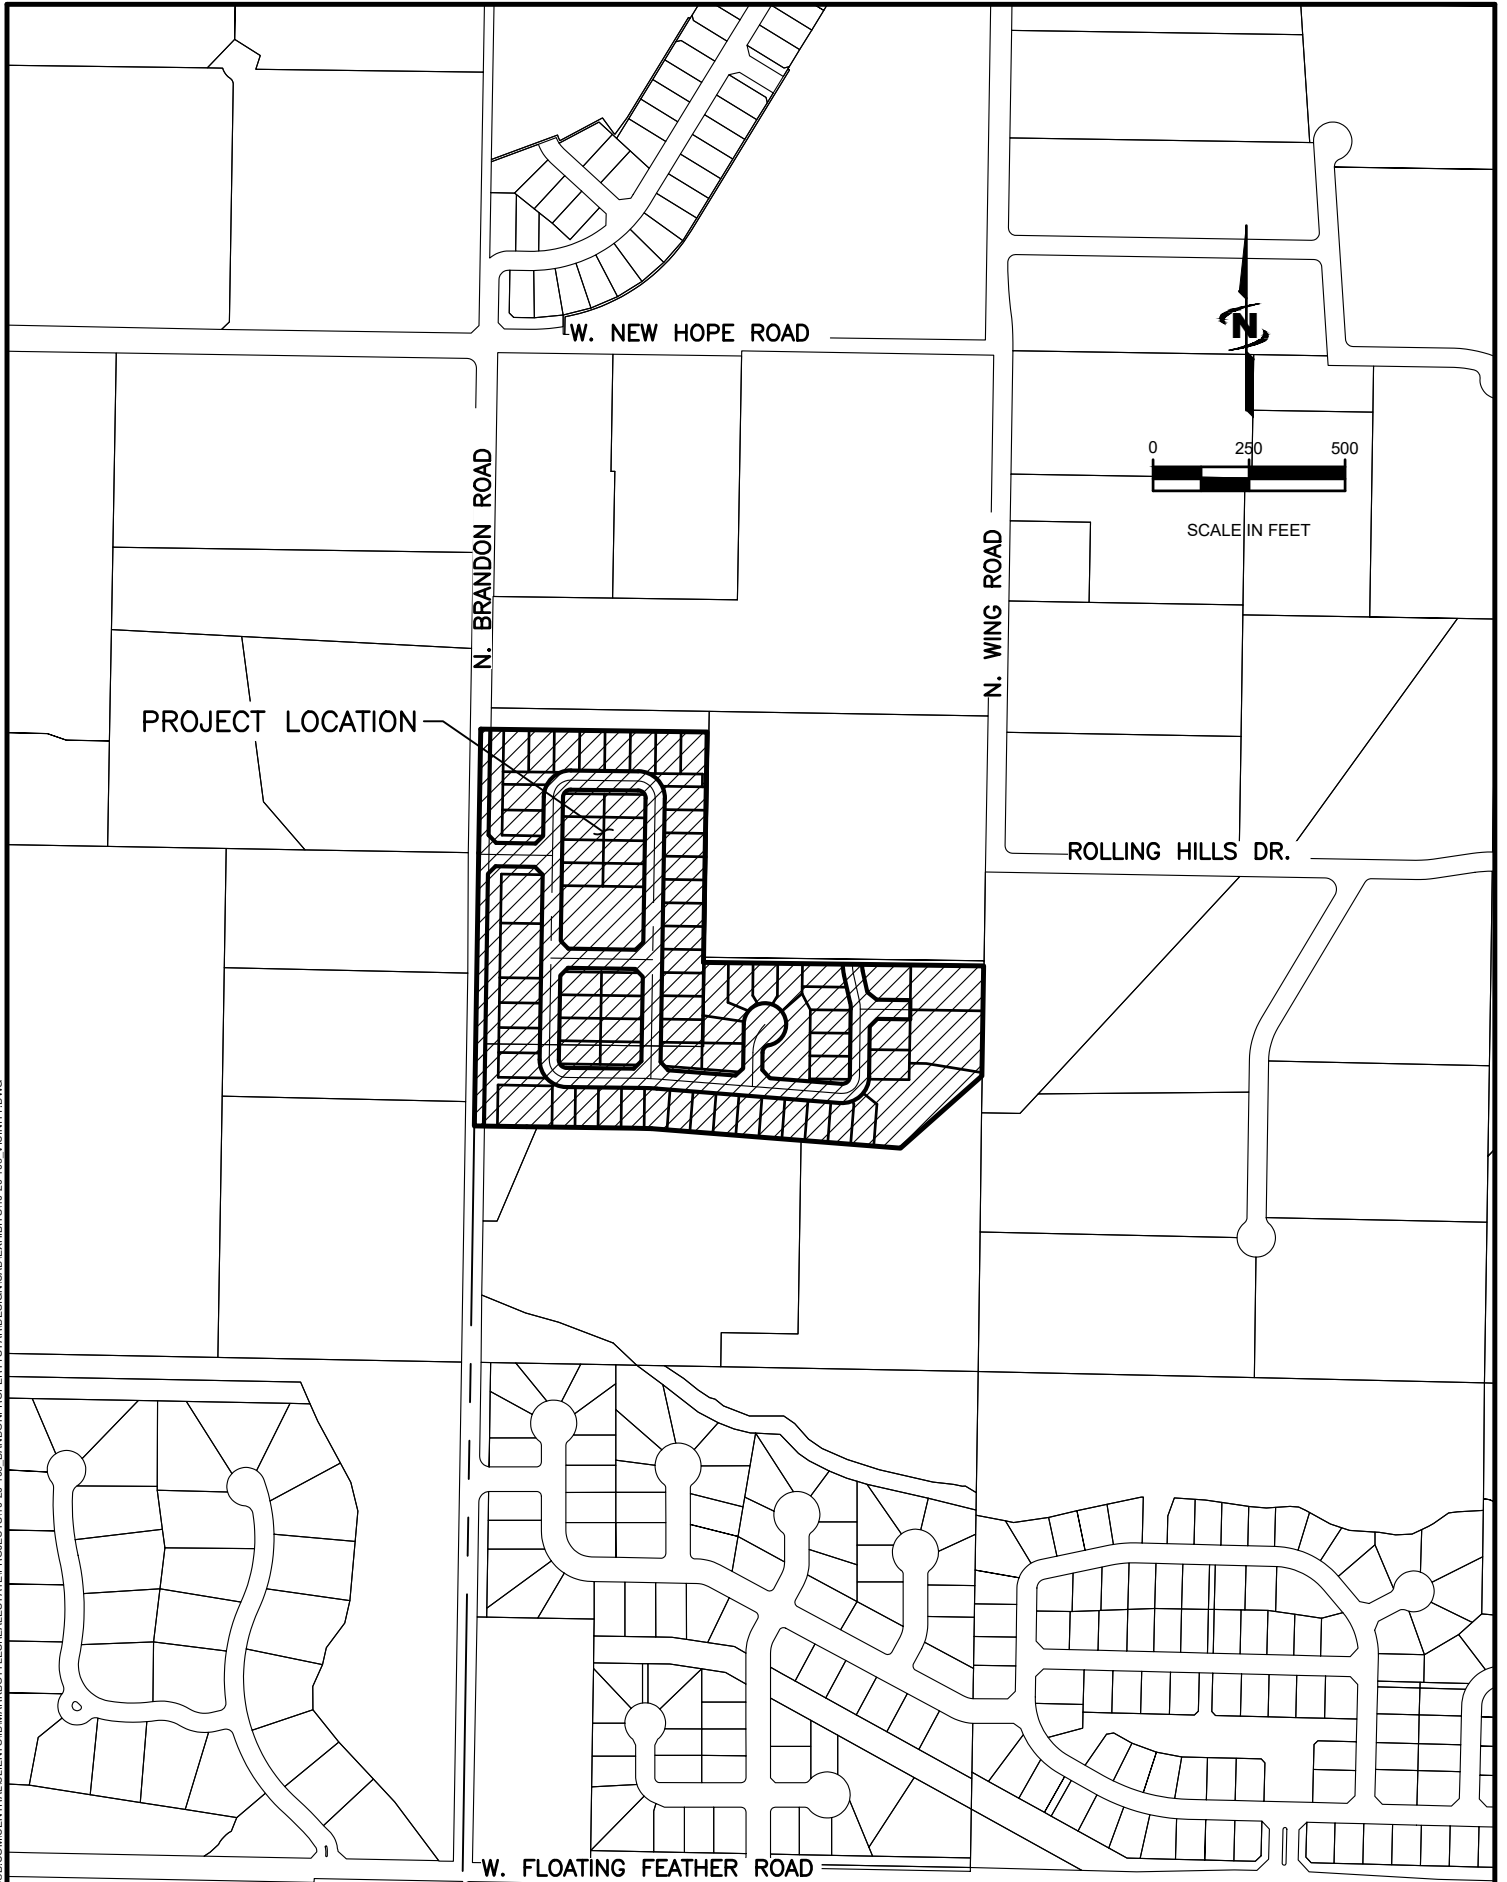 W. NEW HOPE ROAD
N
0 250 500
SCALE IN FEET
N. BRANDON ROAD
N. WING ROAD
PROJECT LOCATION
ROLLING HILLS DR.
W. FLOATING FEATHER ROAD